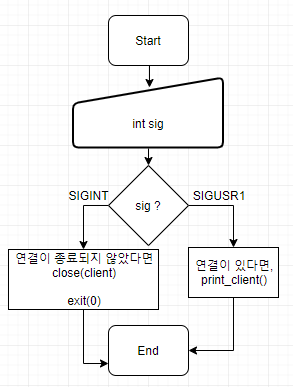 Start
int sig
sig ?
SIGINT
SIGUSR1
연결이 종료되지 않았다면
close(client)
exit(0)
연결이 있다면,
print_client()
End